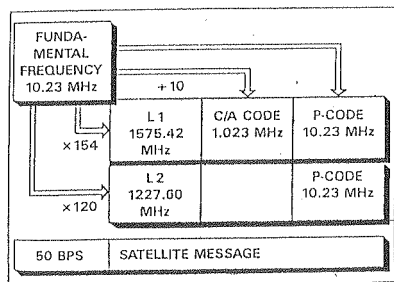 FUNDA-
MENTAL
FREQUENCY
10.23 MHz
÷10
×154
×120
L1
1575.42
MHz
C/A CODE
1.023 MHz
P-CODE
10.23 MHz
L2
1227.60
MHz
P-CODE
10.23 MHz
50 BPS
SATELLITE MESSAGE